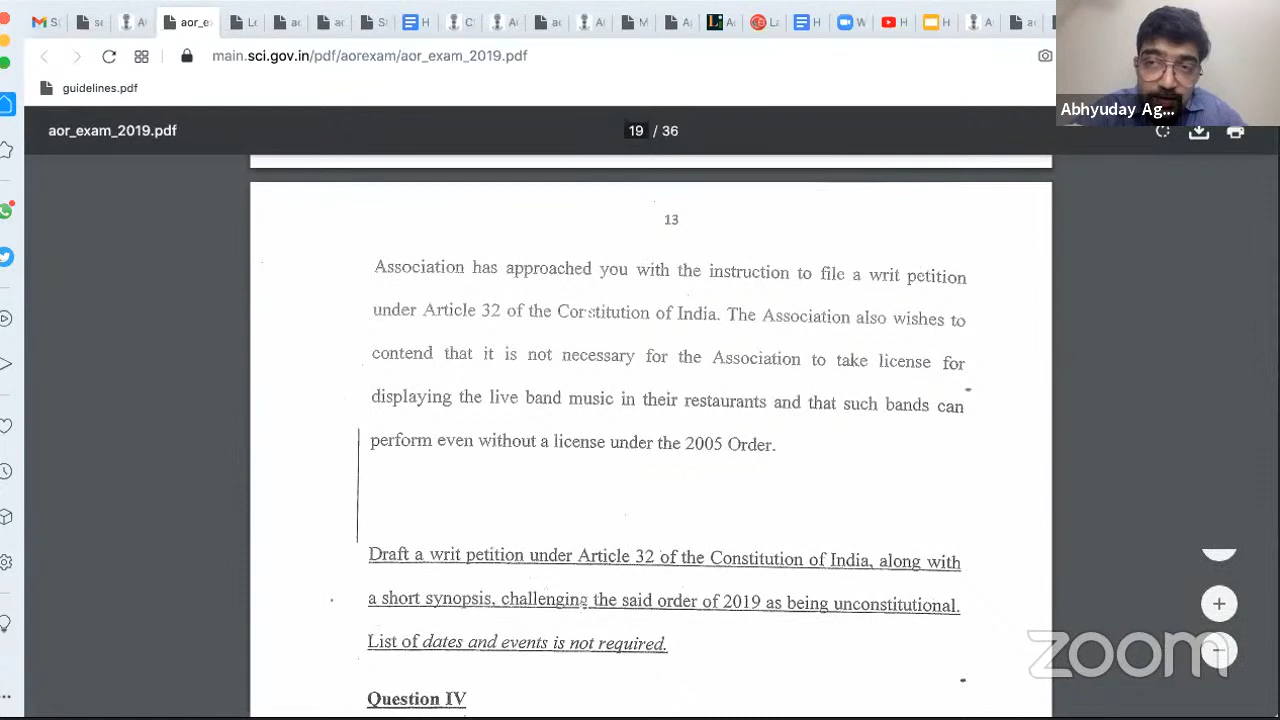 main.sci.gov.in/pdf/aorexam/aor_exam_2019.pdf
guidelines.pdf
Abhyuday Ag...
aor_exam_2019.pdf
19 / 36
13
Association has approached you with the instruction to file a writ petition
under Article 32 of the Constitution of India. The Association also wishes to
contend that it is not necessary for the Association to take license for
displaying the live band music in their restaurants and that such bands can
perform even without a license under the 2005 Order.
Draft a writ petition under Article 32 of the Constitution of India, along with
a short synopsis, challenging the said order of 2019 as being unconstitutional.
List of dates and events is not required.
zoom
Question IV